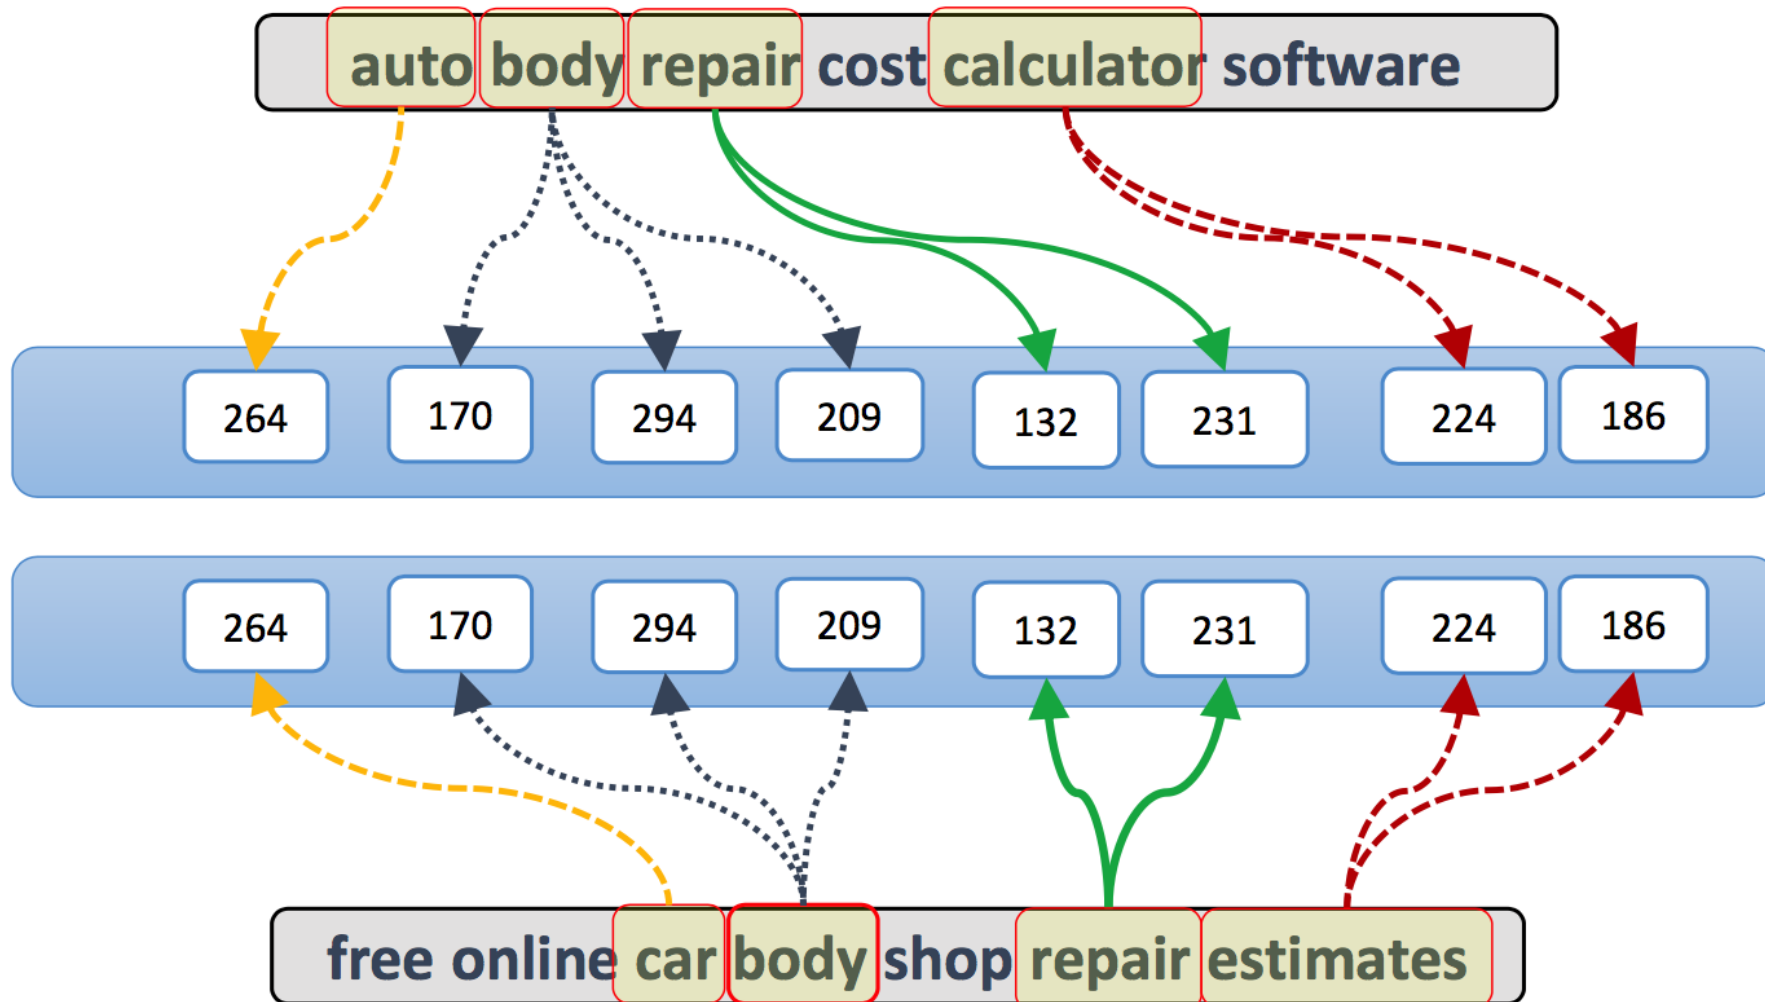 auto body repair cost calculator software
264 170 294 209 132 231 224 186
264 170 294 209 132 231 224 186
free online car body shop repair estimates